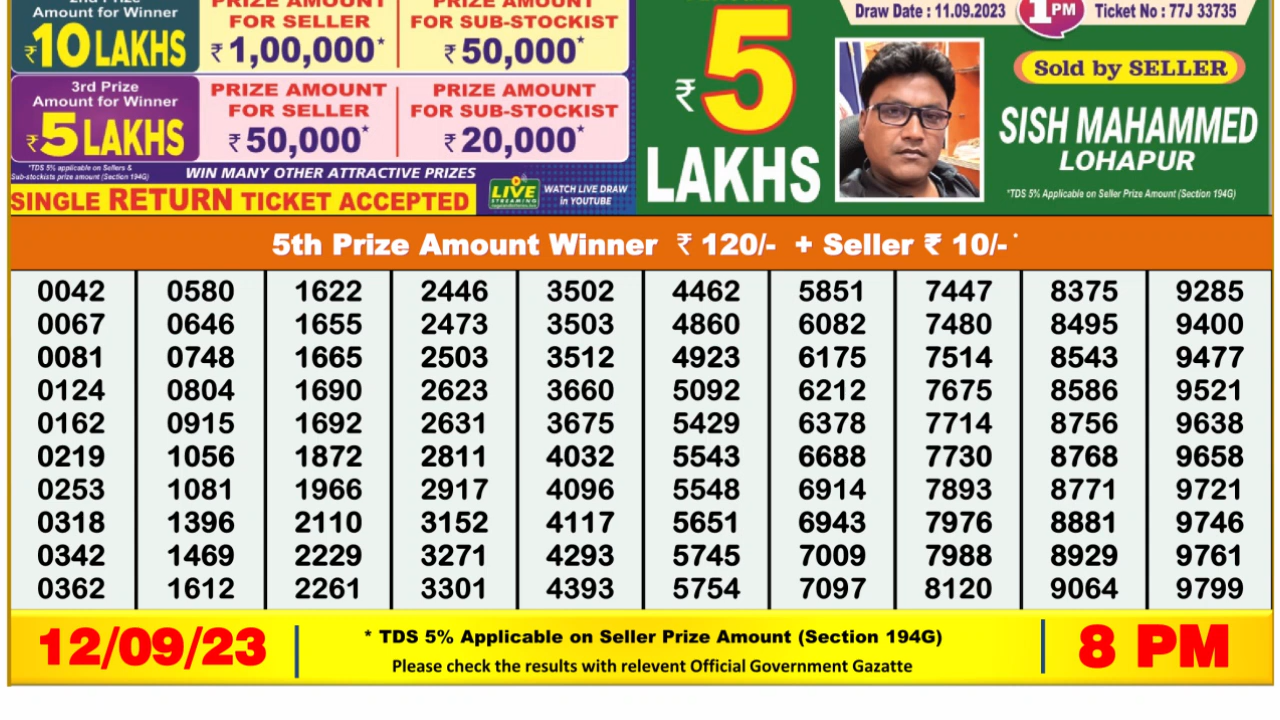 2nd Prize
Amount for Winner
₹10 LAKHS
PRIZE AMOUNT
FOR SELLER
₹ 1,00,000*
PRIZE AMOUNT
FOR SUB-STOCKIST
₹ 50,000*
3rd Prize
Amount for Winner
₹5 LAKHS
PRIZE AMOUNT
FOR SELLER
₹ 50,000*
PRIZE AMOUNT
FOR SUB-STOCKIST
₹ 20,000*
*TDS 5% applicable on Sellers &
Sub-stockists prize amount (Section 194G)
WIN MANY OTHER ATTRACTIVE PRIZES
SINGLE RETURN TICKET ACCEPTED
LIVE
STREAMING
WATCH LIVE DRAW
in YOUTUBE
₹ 5
LAKHS
Draw Date : 11.09.2023
1 PM
Ticket No : 77J 33735
Sold by SELLER
SISH MAHAMMED
LOHAPUR
*TDS 5% Applicable on Seller Prize Amount (Section 194G)
5th Prize Amount Winner ₹ 120/- + Seller ₹ 10/- *
0042 0580 1622 2446 3502 4462 5851 7447 8375 9285
0067 0646 1655 2473 3503 4860 6082 7480 8495 9400
0081 0748 1665 2503 3512 4923 6175 7514 8543 9477
0124 0804 1690 2623 3660 5092 6212 7675 8586 9521
0162 0915 1692 2631 3675 5429 6378 7714 8756 9638
0219 1056 1872 2811 4032 5543 6688 7730 8768 9658
0253 1081 1966 2917 4096 5548 6914 7893 8771 9721
0318 1396 2110 3152 4117 5651 6943 7976 8881 9746
0342 1469 2229 3271 4293 5745 7009 7988 8929 9761
0362 1612 2261 3301 4393 5754 7097 8120 9064 9799
12/09/23
* TDS 5% Applicable on Seller Prize Amount (Section 194G)
Please check the results with relevent Official Government Gazatte
8 PM